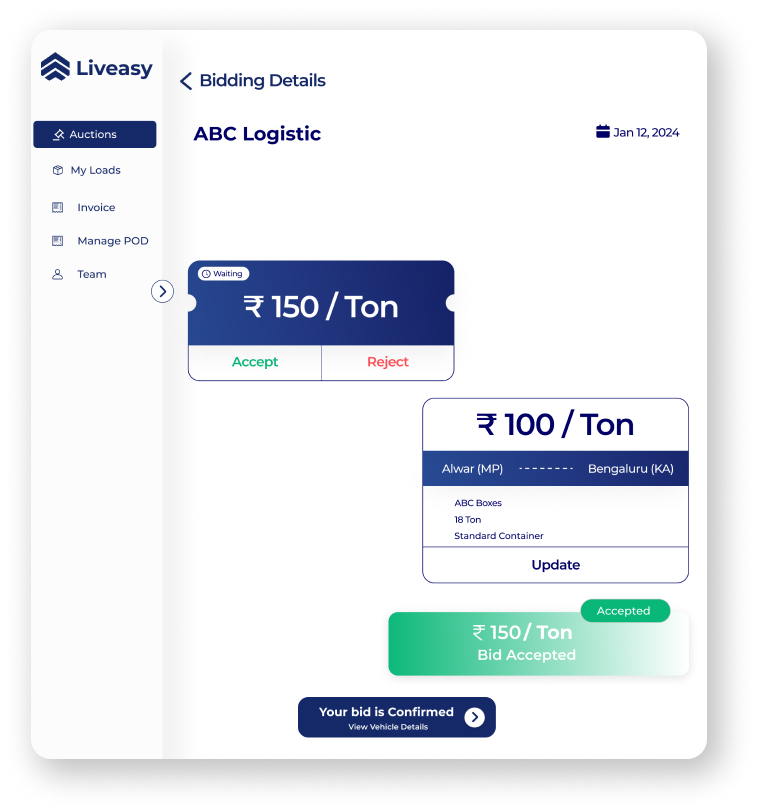 Liveasy
Bidding Details
Auctions
My Loads
Invoice
Manage POD
Team
ABC Logistic
Jan 12, 2024
Waiting
₹ 150 / Ton
Accept
Reject
₹ 100 / Ton
Alwar (MP) -------- Bengaluru (KA)
ABC Boxes
18 Ton
Standard Container
Update
Accepted
₹ 150/ Ton
Bid Accepted
Your bid is Confirmed
View Vehicle Details